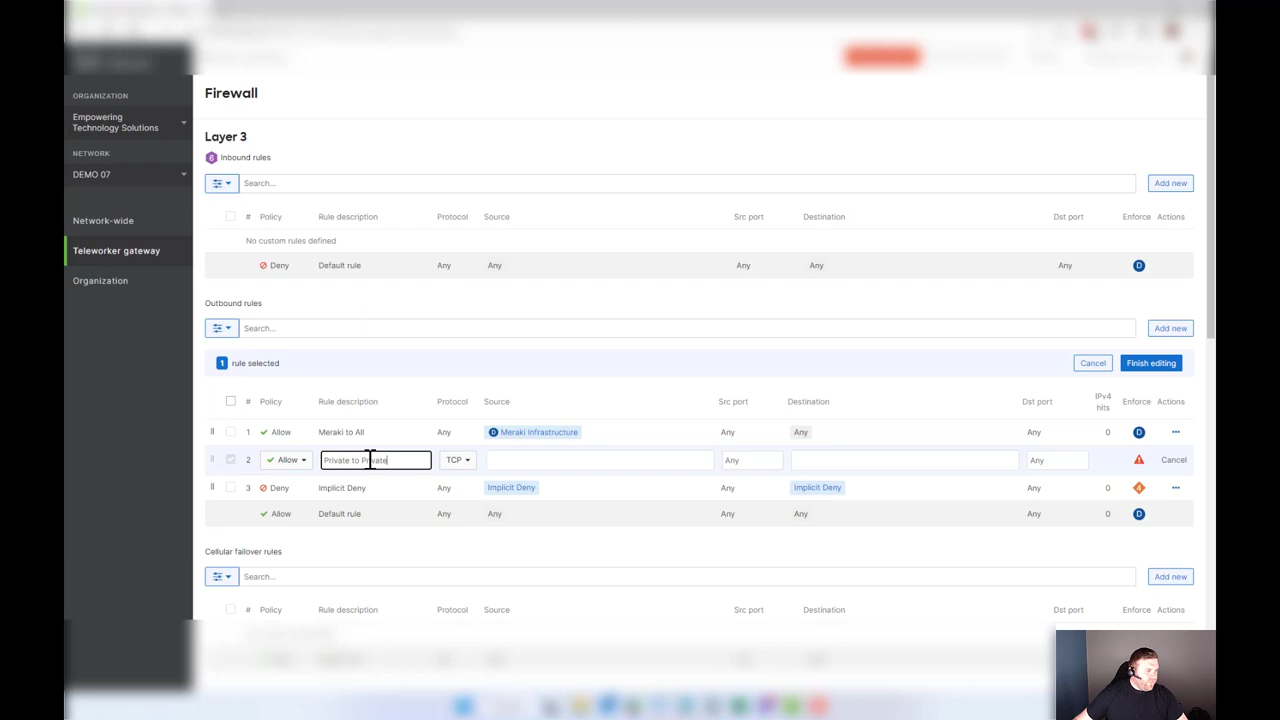 ORGANIZATION
Empowering
Technology Solutions
NETWORK
DEMO 07
Network-wide
Teleworker gateway
Organization
Firewall
Layer 3
6 Inbound rules
Search... Add new
# Policy Rule description Protocol Source Src port Destination Dst port Enforce Actions
No custom rules defined
Deny Default rule Any Any Any Any Any D
Outbound rules
Search... Add new
1 rule selected Cancel Finish editing
# Policy Rule description Protocol Source Src port Destination Dst port IPv4 hits Enforce Actions
1 Allow Meraki to All Any D Meraki Infrastructure Any Any Any 0 D ...
2 Allow Private to Private TCP Any Any Cancel
3 Deny Implicit Deny Any Implicit Deny Any Implicit Deny Any 0 4 ...
Allow Default rule Any Any Any Any Any 0 D
Cellular failover rules
Search... Add new
# Policy Rule description Protocol Source Src port Destination Dst port Enforce Actions